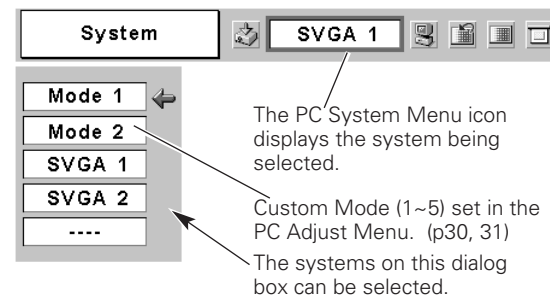 System
SVGA 1
Mode 1
Mode 2
SVGA 1
SVGA 2
----
The PC System Menu icon
displays the system being
selected.
Custom Mode (1~5) set in the
PC Adjust Menu. (p30, 31)
The systems on this dialog
box can be selected.